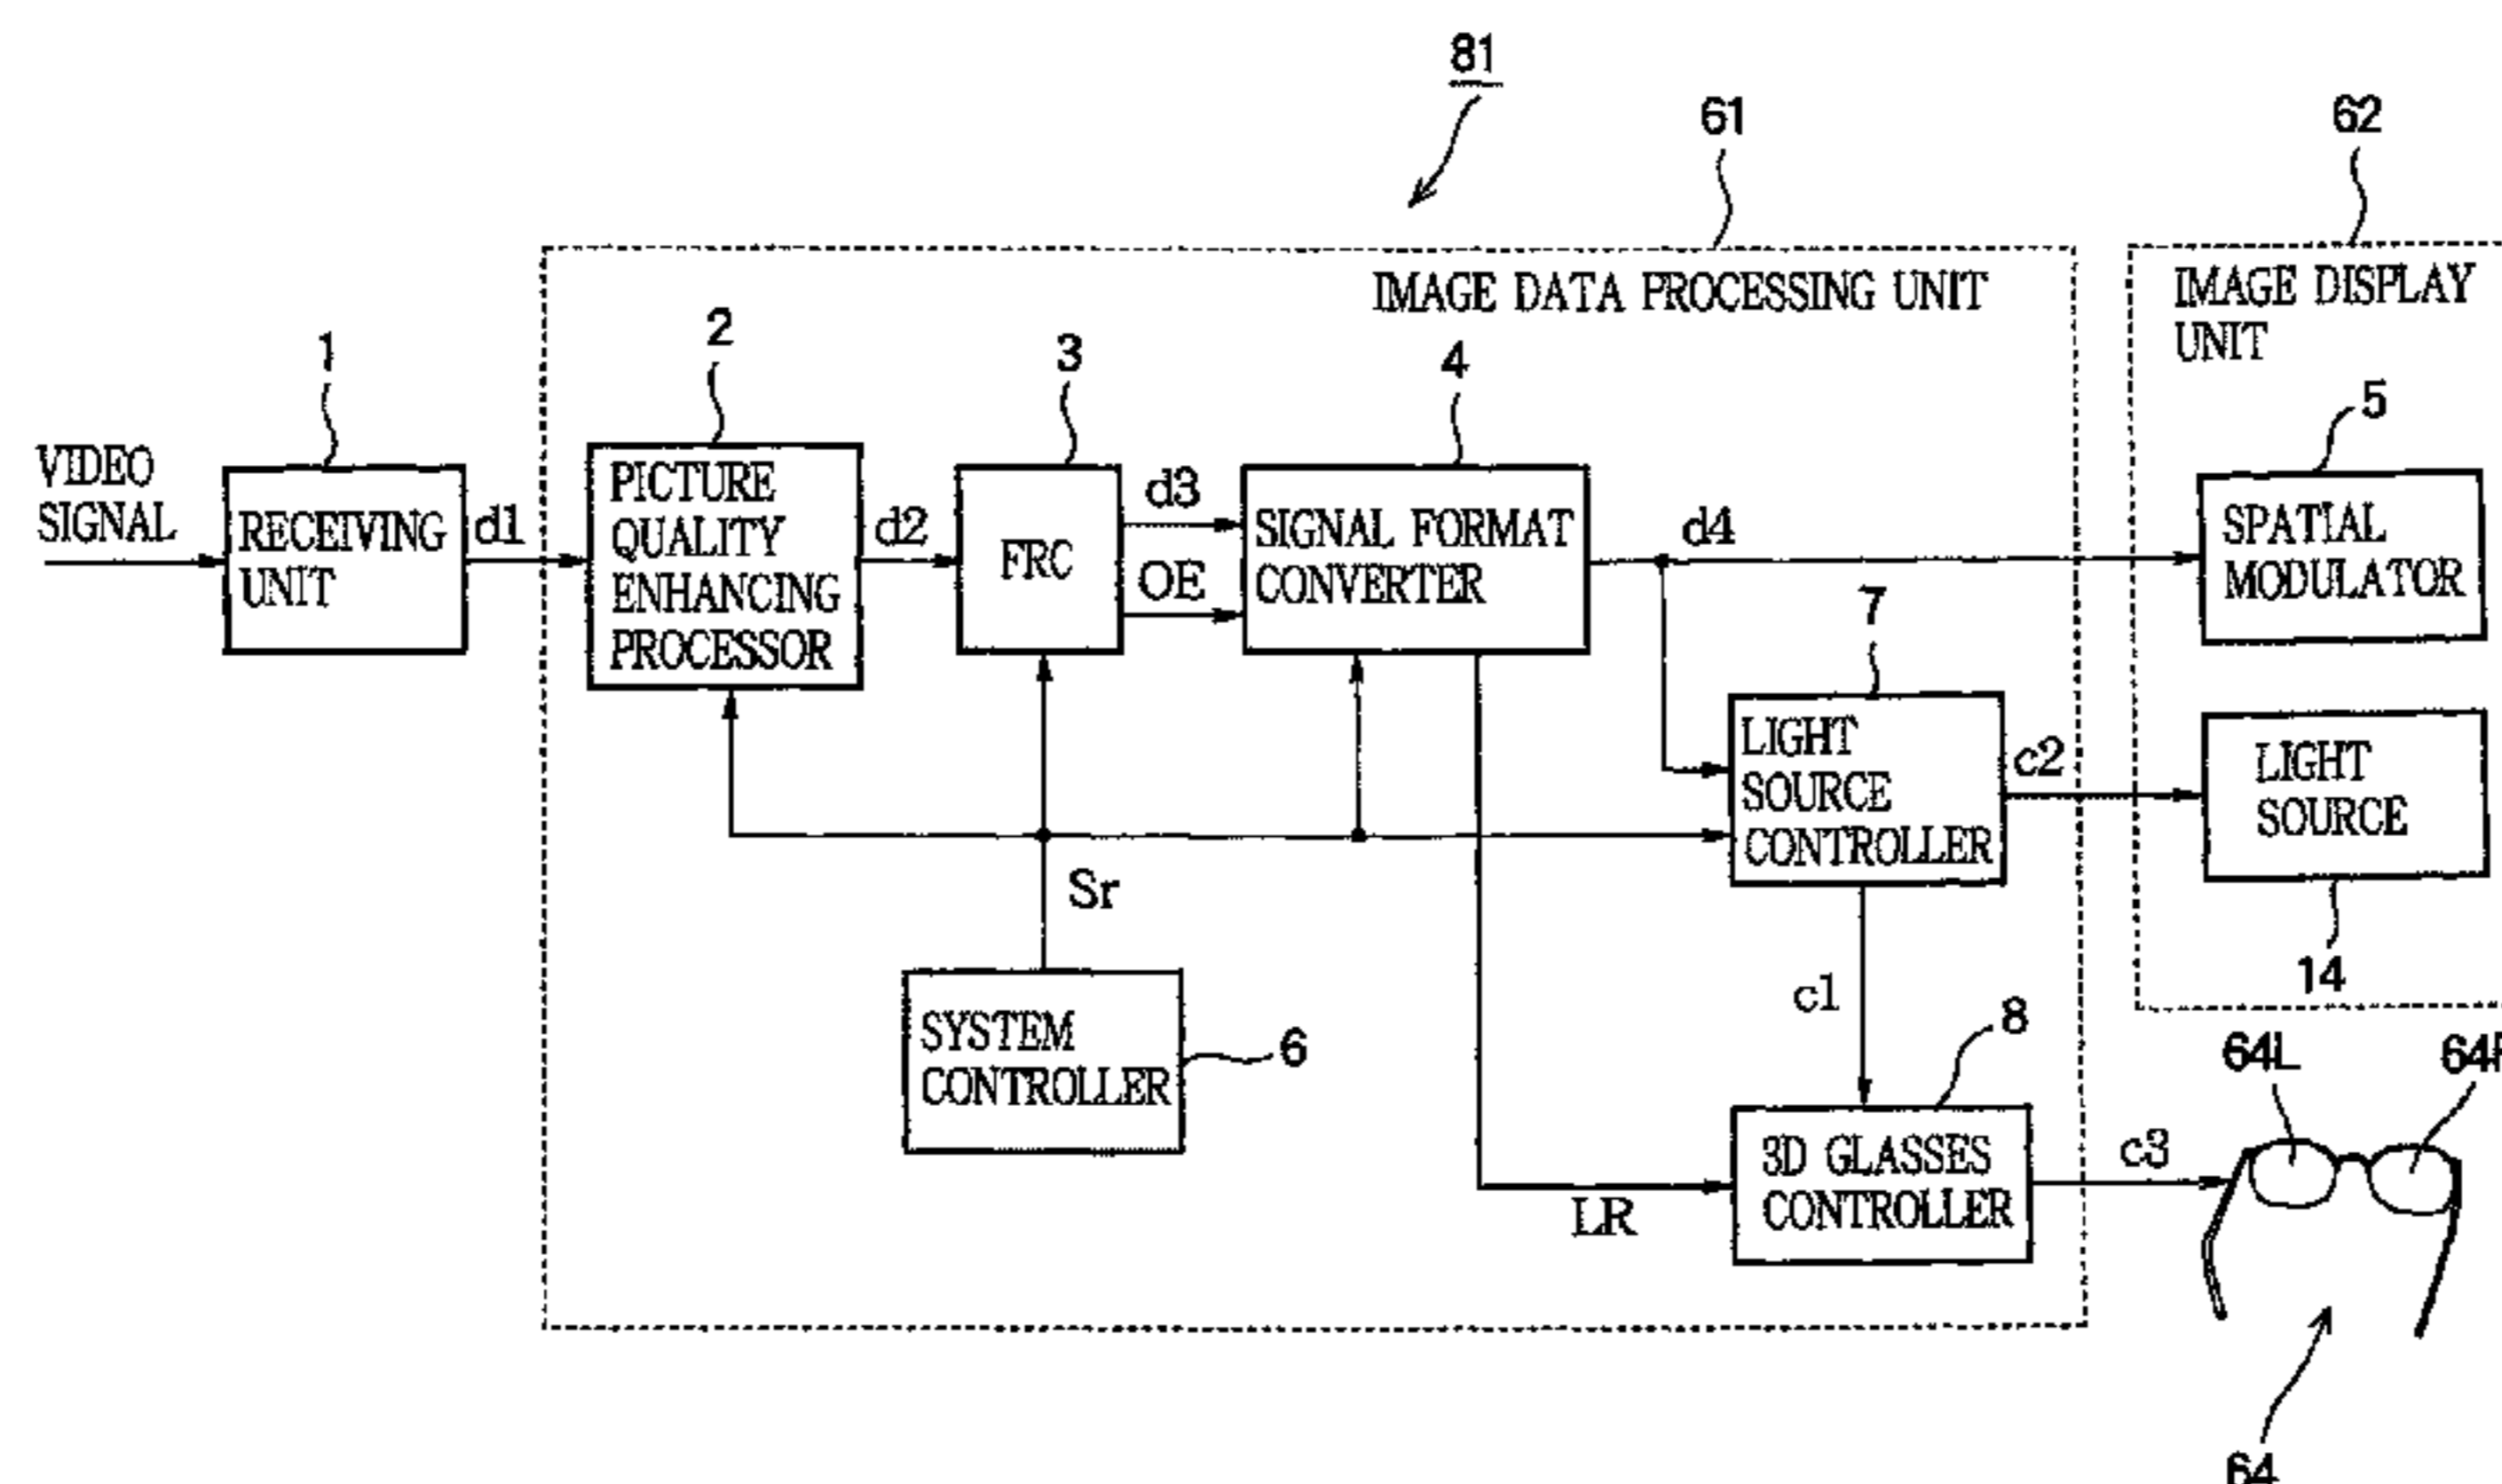 81
61
62
IMAGE DATA PROCESSING UNIT
IMAGE DISPLAY
UNIT
1
2
3
4
5
VIDEO
SIGNAL
RECEIVING
UNIT
d1
PICTURE
QUALITY
ENHANCING
PROCESSOR
d2
FRC
d3
OE
SIGNAL FORMAT
CONVERTER
d4
SPATIAL
MODULATOR
7
LIGHT
SOURCE
CONTROLLER
c2
LIGHT
SOURCE
14
Sr
SYSTEM
CONTROLLER
6
c1
8
3D GLASSES
CONTROLLER
LR
c3
64L
64R
64